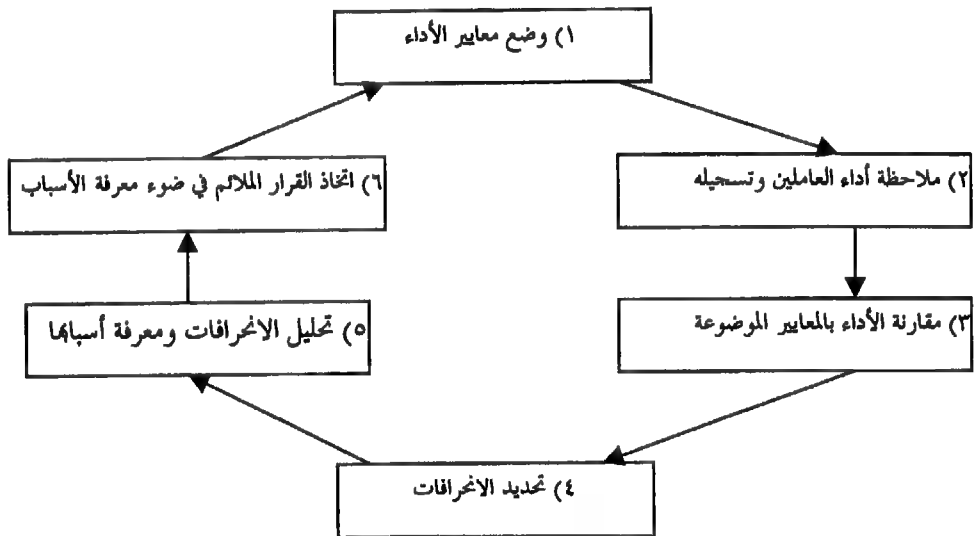 ١) وضع معايير الأداء
٢) ملاحظة أداء العاملين وتسجيله
٣) مقارنة الأداء بالمعايير الموضوعة
٤) تحديد الانحرافات
٥) تحليل الانحرافات ومعرفة أسبابها
٦) اتخاذ القرار الملائم في ضوء معرفة الأسباب